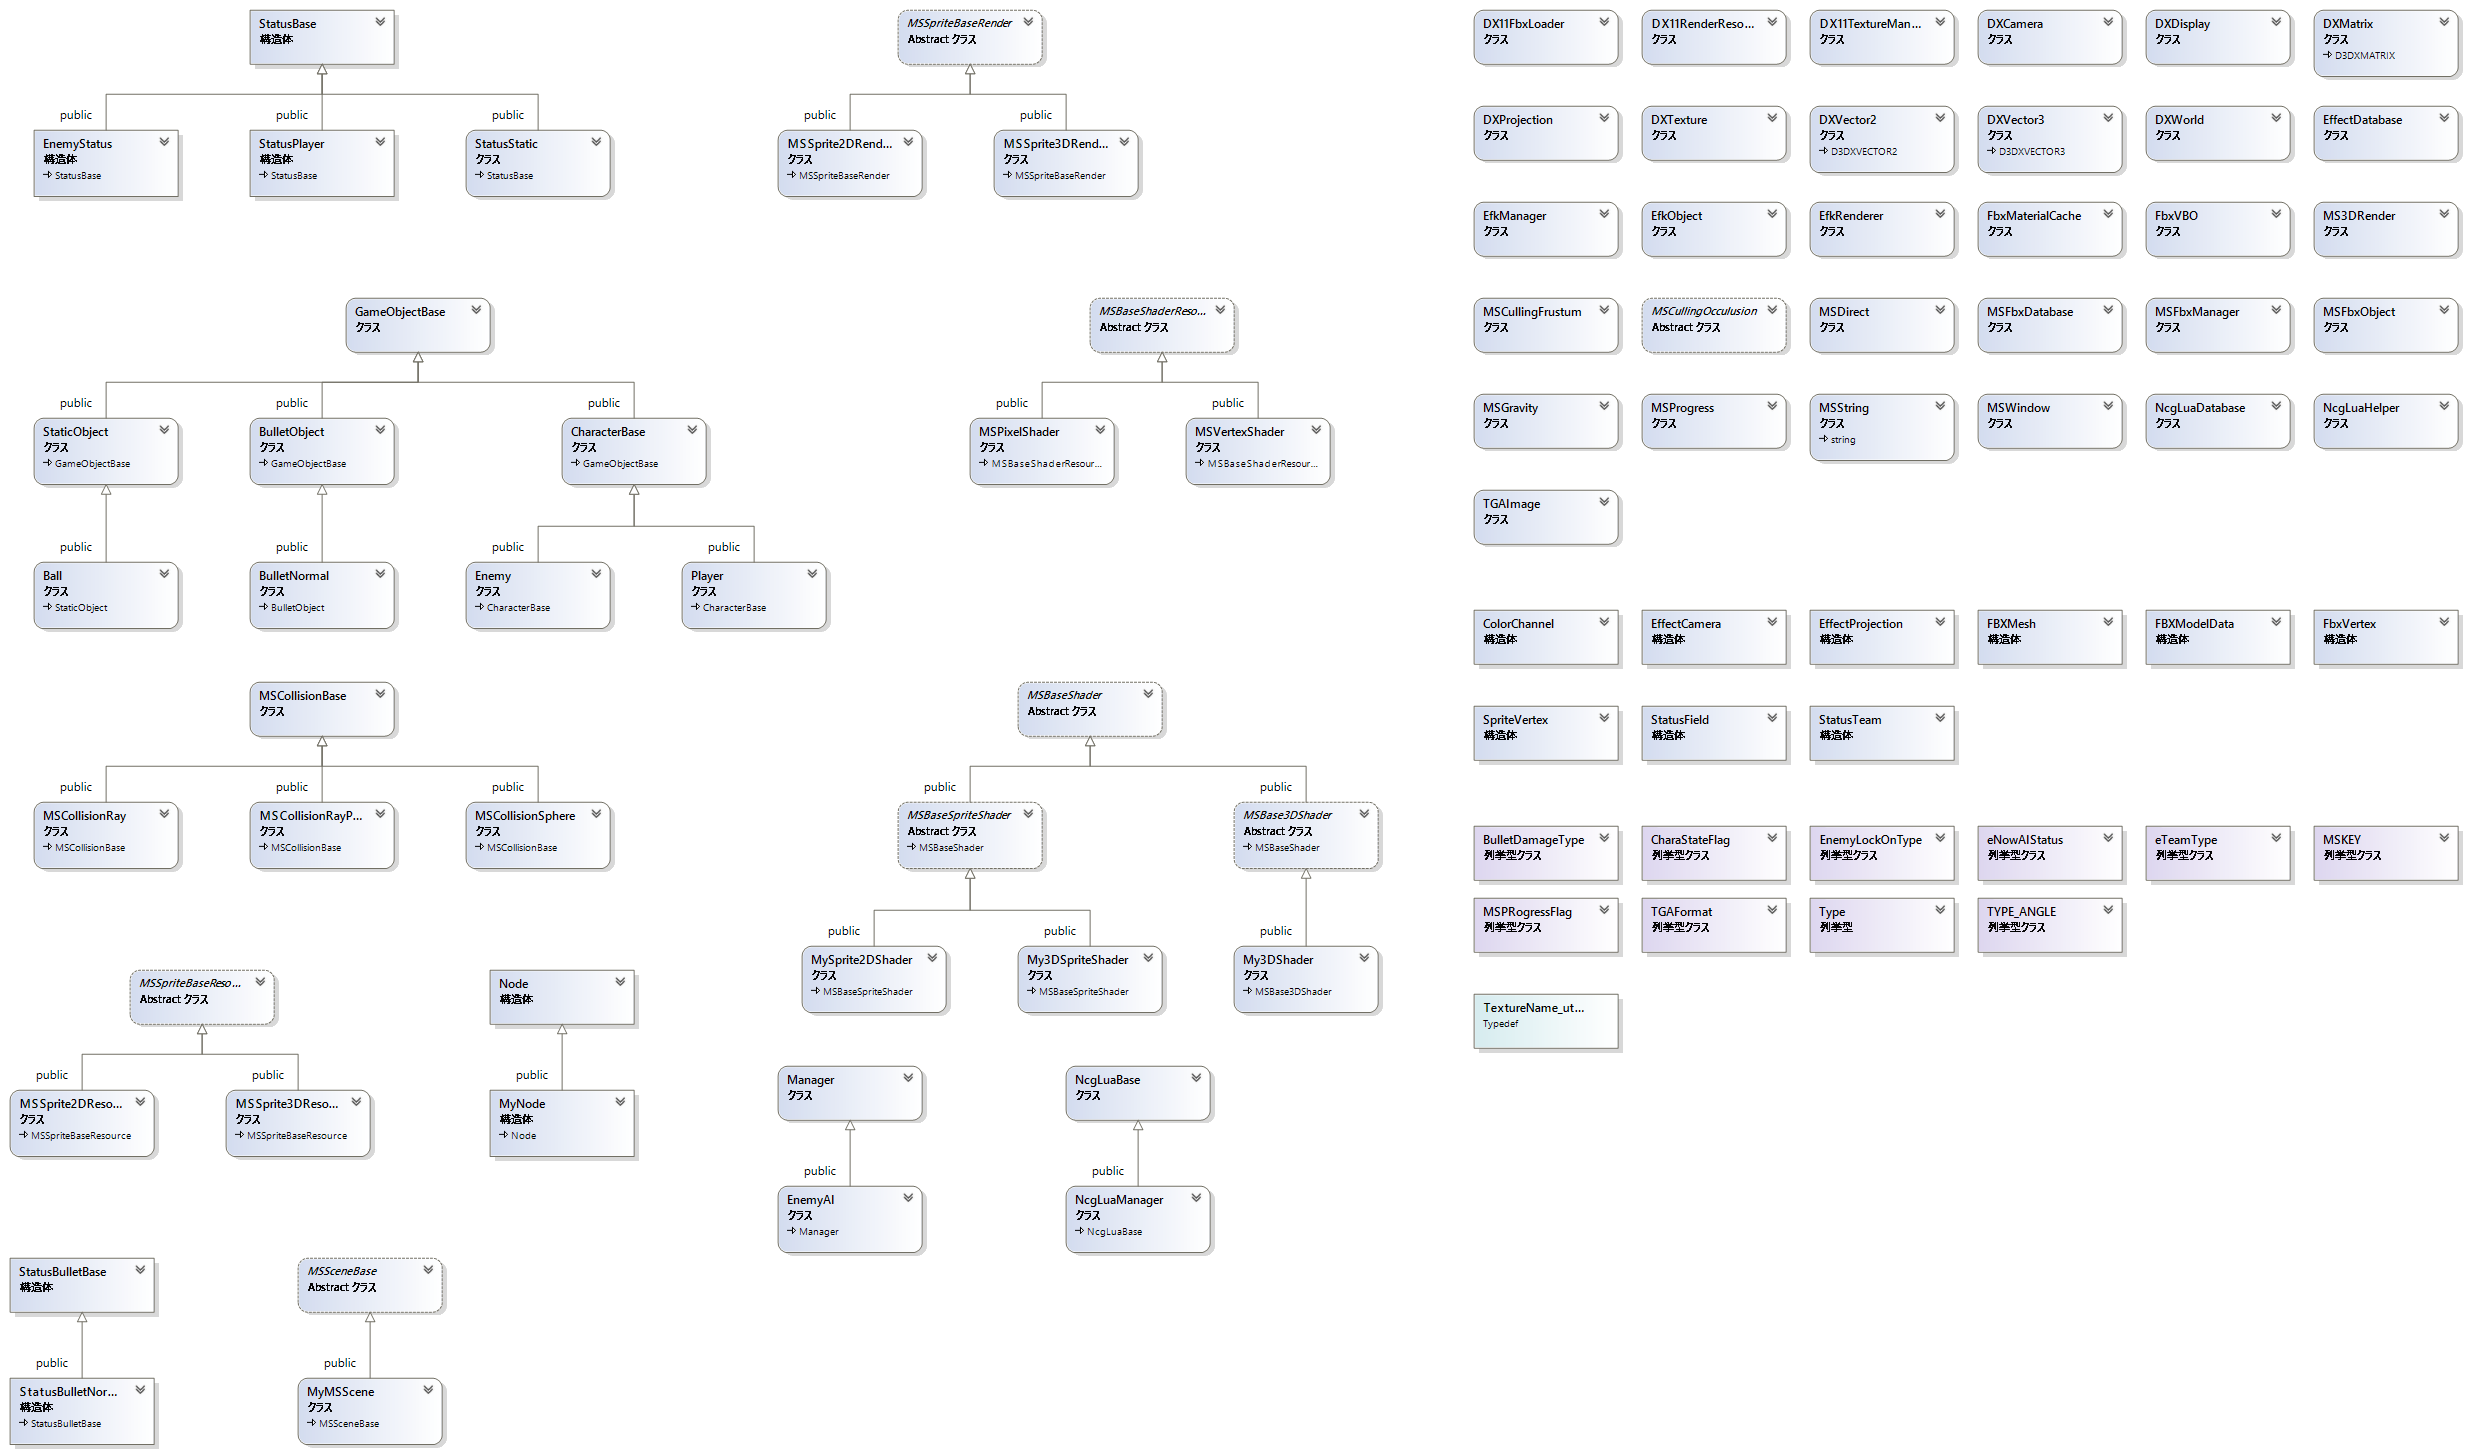 StatusBase
構造体
public
public
public
EnemyStatus
構造体
StatusBase
StatusPlayer
構造体
StatusBase
StatusStatic
クラス
StatusBase
MSSpriteBaseRender
Abstract クラス
public
public
MSSprite2DRend...
クラス
MSSpriteBaseRender
MSSprite3DRend...
クラス
MSSpriteBaseRender
GameObjectBase
クラス
public
public
public
StaticObject
クラス
GameObjectBase
BulletObject
クラス
GameObjectBase
CharacterBase
クラス
GameObjectBase
public
public
public
public
Ball
クラス
StaticObject
BulletNormal
クラス
BulletObject
Enemy
クラス
CharacterBase
Player
クラス
CharacterBase
MSBaseShaderReso...
Abstract クラス
public
public
MSPixelShader
クラス
MSBaseShaderResour...
MSVertexShader
クラス
MSBaseShaderResour...
MSCollisionBase
クラス
public
public
public
MSCollisionRay
クラス
MSCollisionBase
MSCollisionRayP...
クラス
MSCollisionBase
MSCollisionSphere
クラス
MSCollisionBase
MSBaseShader
Abstract クラス
public
public
MSBaseSpriteShader
Abstract クラス
MSBaseShader
MSBase3DShader
Abstract クラス
MSBaseShader
public
public
public
MySprite2DShader
クラス
MSBaseSpriteShader
My3DSpriteShader
クラス
MSBaseSpriteShader
My3DShader
クラス
MSBase3DShader
MSSpriteBaseReso...
Abstract クラス
public
public
MSSprite2DReso...
クラス
MSSpriteBaseResource
MSSprite3DReso...
クラス
MSSpriteBaseResource
Node
構造体
public
MyNode
構造体
Node
Manager
クラス
public
EnemyAI
クラス
Manager
NcgLuaBase
クラス
public
NcgLuaManager
クラス
NcgLuaBase
StatusBulletBase
構造体
public
StatusBulletNor...
構造体
StatusBulletBase
MSSceneBase
Abstract クラス
public
MyMSScene
クラス
MSSceneBase
DX11FbxLoader
クラス
DX11RenderReso...
クラス
DX11TextureMan...
クラス
DXCamera
クラス
DXDisplay
クラス
DXMatrix
クラス
D3DXMATRIX
DXProjection
クラス
DXTexture
クラス
DXVector2
クラス
D3DXVECTOR2
DXVector3
クラス
D3DXVECTOR3
DXWorld
クラス
EffectDatabase
クラス
EfkManager
クラス
EfkObject
クラス
EfkRenderer
クラス
FbxMaterialCache
クラス
FbxVBO
クラス
MS3DRender
クラス
MSCullingFrustum
クラス
MSCullingOcculusion
Abstract クラス
MSDirect
クラス
MSFbxDatabase
クラス
MSFbxManager
クラス
MSFbxObject
クラス
MSGravity
クラス
MSProgress
クラス
MSString
クラス
string
MSWindow
クラス
NcgLuaDatabase
クラス
NcgLuaHelper
クラス
TGAImage
クラス
ColorChannel
構造体
EffectCamera
構造体
EffectProjection
構造体
FBXMesh
構造体
FBXModelData
構造体
FbxVertex
構造体
SpriteVertex
構造体
StatusField
構造体
StatusTeam
構造体
BulletDamageType
列挙型クラス
CharaStateFlag
列挙型クラス
EnemyLockOnType
列挙型クラス
eNowAIStatus
列挙型クラス
eTeamType
列挙型クラス
MSKEY
列挙型クラス
MSPRogressFlag
列挙型クラス
TGAFormat
列挙型クラス
Type
列挙型
TYPE_ANGLE
列挙型クラス
TextureName_ut...
Typedef